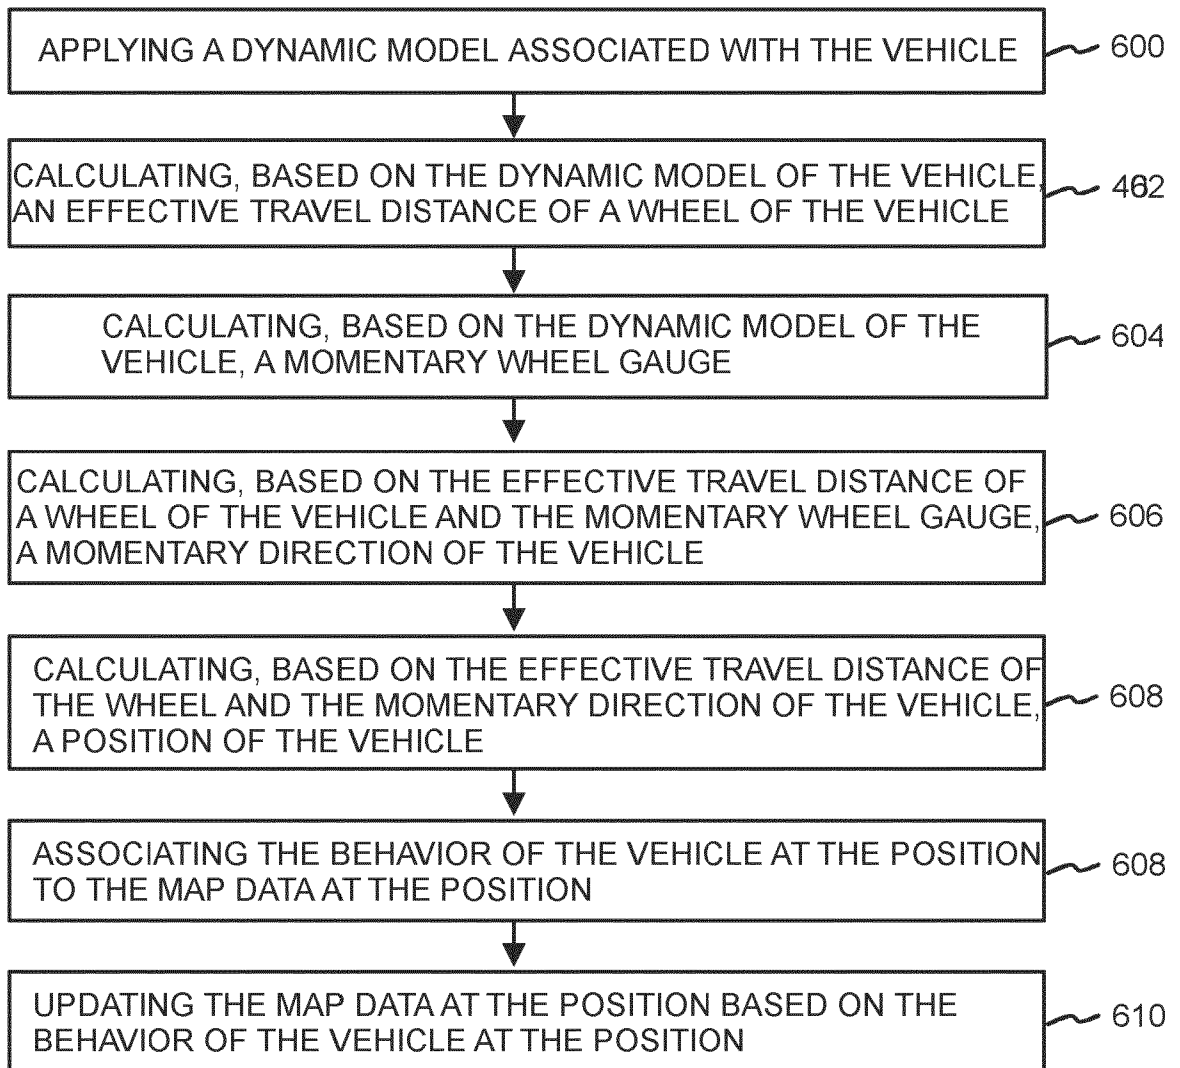 APPLYING A DYNAMIC MODEL ASSOCIATED WITH THE VEHICLE
600
CALCULATING, BASED ON THE DYNAMIC MODEL OF THE VEHICLE,
AN EFFECTIVE TRAVEL DISTANCE OF A WHEEL OF THE VEHICLE
462
CALCULATING, BASED ON THE DYNAMIC MODEL OF THE
VEHICLE, A MOMENTARY WHEEL GAUGE
604
CALCULATING, BASED ON THE EFFECTIVE TRAVEL DISTANCE OF
A WHEEL OF THE VEHICLE AND THE MOMENTARY WHEEL GAUGE,
A MOMENTARY DIRECTION OF THE VEHICLE
606
CALCULATING, BASED ON THE EFFECTIVE TRAVEL DISTANCE OF
THE WHEEL AND THE MOMENTARY DIRECTION OF THE VEHICLE,
A POSITION OF THE VEHICLE
608
ASSOCIATING THE BEHAVIOR OF THE VEHICLE AT THE POSITION
TO THE MAP DATA AT THE POSITION
608
UPDATING THE MAP DATA AT THE POSITION BASED ON THE
BEHAVIOR OF THE VEHICLE AT THE POSITION
610